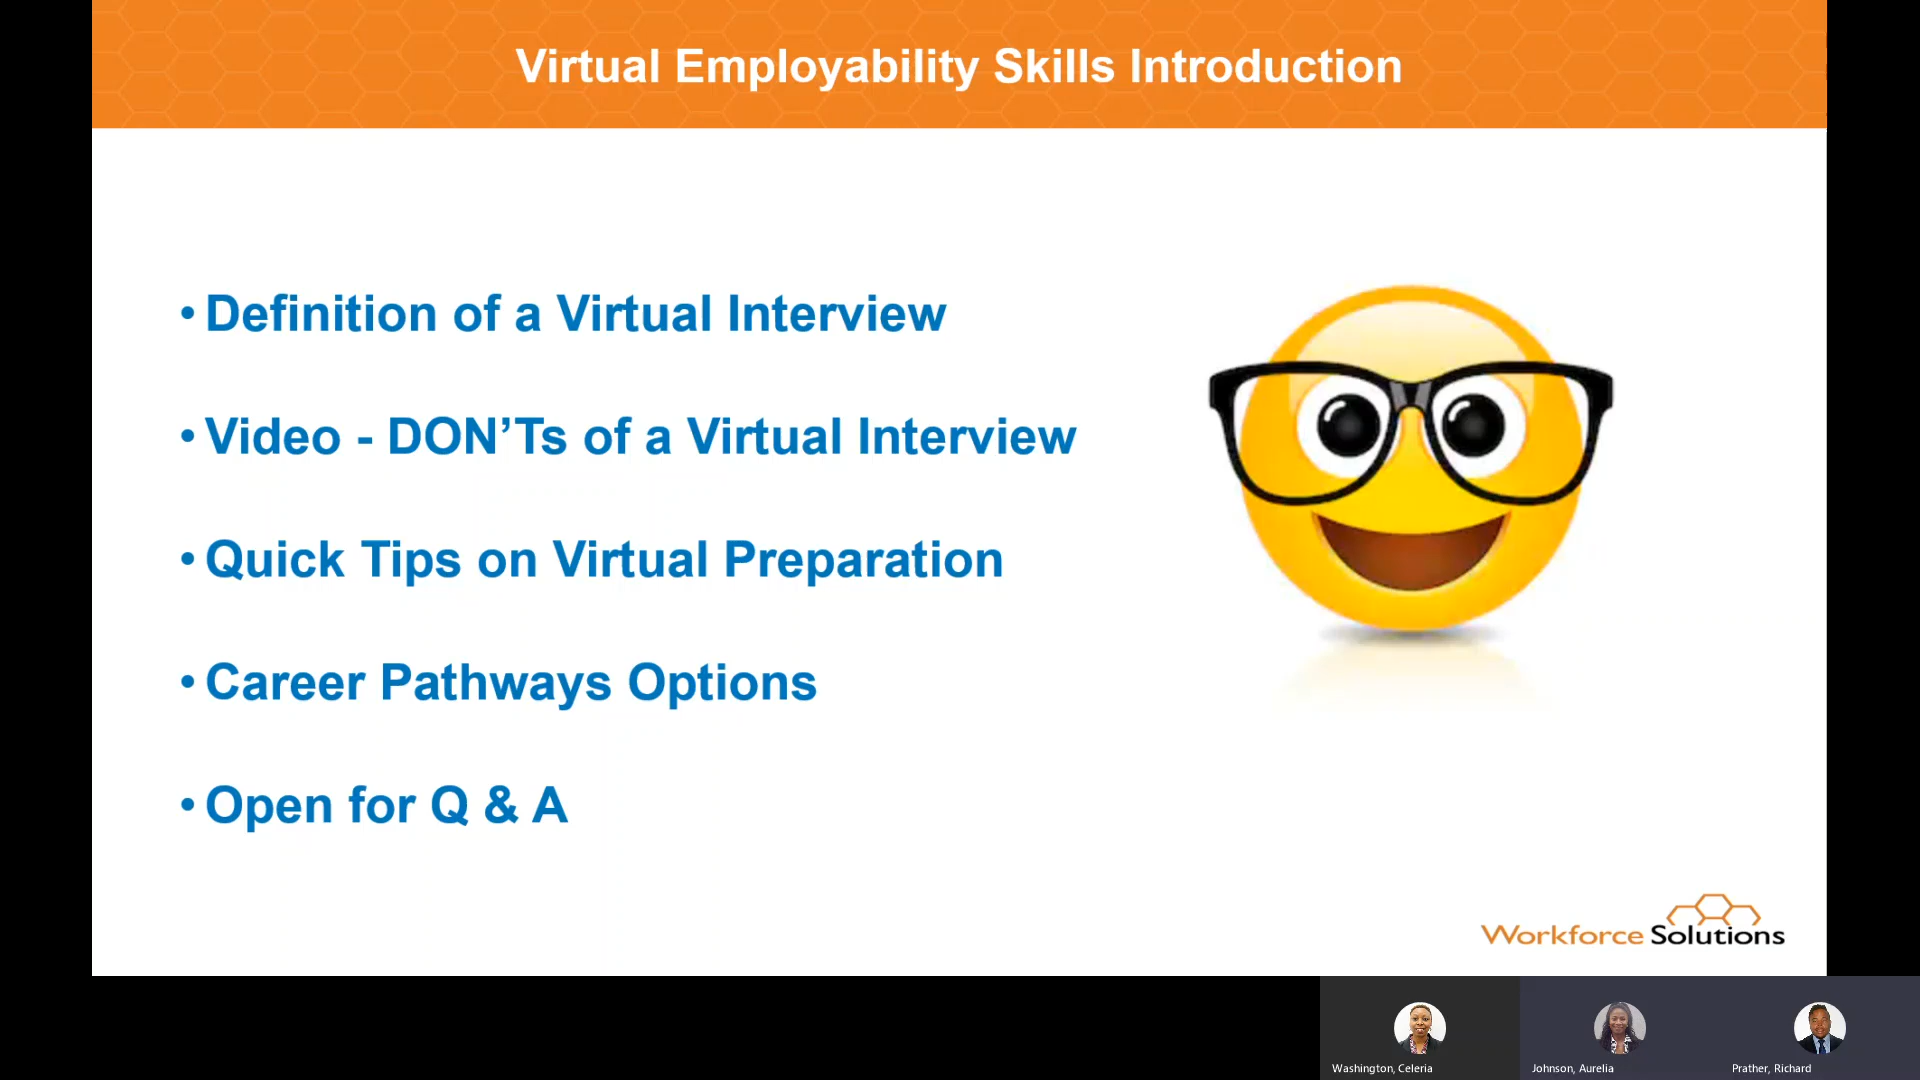 Virtual Employability Skills Introduction
• Definition of a Virtual Interview
• Video - DON’Ts of a Virtual Interview
• Quick Tips on Virtual Preparation
• Career Pathways Options
• Open for Q & A
Workforce Solutions
Washington, Celeria
Johnson, Aurelia
Prather, Richard